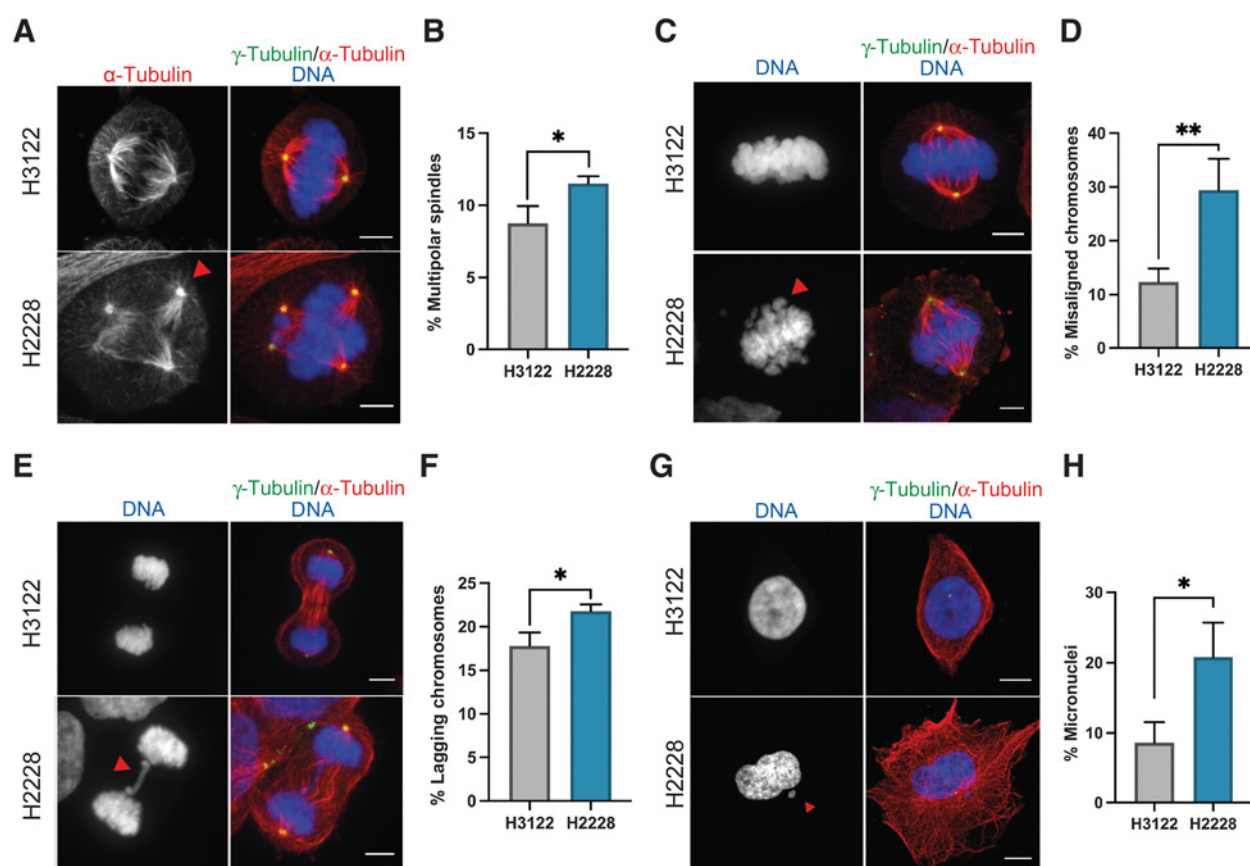 A
γ-Tubulin/α-Tubulin
α-Tubulin DNA
H3122
H2228
B
% Multipolar spindles
15
10
5
0
*
H3122 H2228
C
γ-Tubulin/α-Tubulin
DNA DNA
H3122
H2228
D
% Misaligned chromosomes
40
30
20
10
0
**
H3122 H2228
E
γ-Tubulin/α-Tubulin
DNA DNA
H3122
H2228
F
% Lagging chromosomes
25
20
15
10
5
0
*
H3122 H2228
G
γ-Tubulin/α-Tubulin
DNA DNA
H3122
H2228
H
% Micronuclei
30
20
10
0
*
H3122 H2228